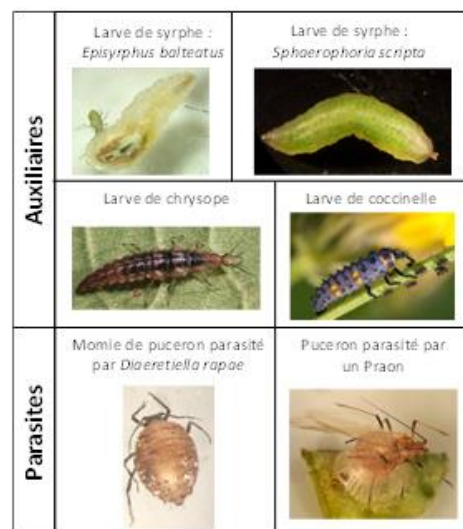 Auxiliaires
Larve de syrphe :
Episyrphus balteatus
Larve de syrphe :
Sphaerophoria scripta
Larve de chrysope
Larve de coccinelle
Parasites
Momie de puceron parasité
par Diaeretiella rapae
Puceron parasité par
un Praon